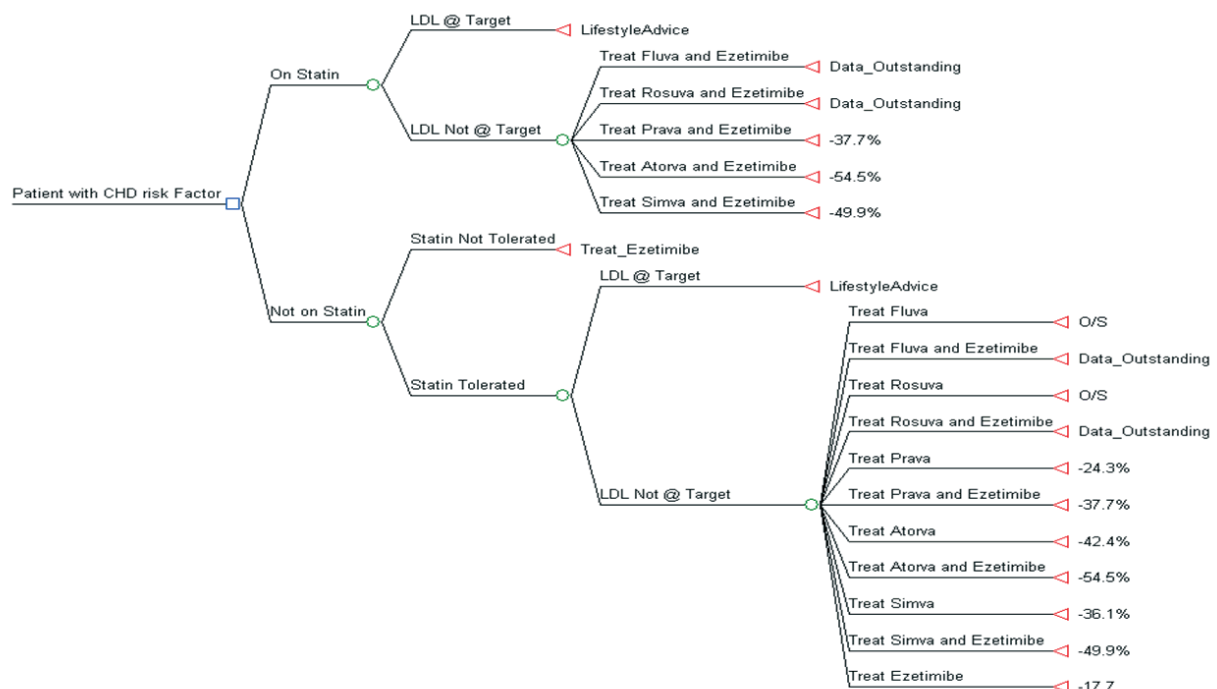 LDL @ Target
LifestyleAdvice
On Statin
Treat Fluva and Ezetimibe
Data_Outstanding
Treat Rosuva and Ezetimibe
Data_Outstanding
LDL Not @ Target
Treat Prava and Ezetimibe
-37.7%
Treat Atorva and Ezetimibe
-54.5%
Treat Simva and Ezetimibe
-49.9%
Patient with CHD risk Factor
Statin Not Tolerated
Treat_Ezetimibe
LDL @ Target
LifestyleAdvice
Not on Statin
Statin Tolerated
LDL Not @ Target
Treat Fluva
O/S
Treat Fluva and Ezetimibe
Data_Outstanding
Treat Rosuva
O/S
Treat Rosuva and Ezetimibe
Data_Outstanding
Treat Prava
-24.3%
Treat Prava and Ezetimibe
-37.7%
Treat Atorva
-42.4%
Treat Atorva and Ezetimibe
-54.5%
Treat Simva
-36.1%
Treat Simva and Ezetimibe
-49.9%
Treat Ezetimibe
-17.7